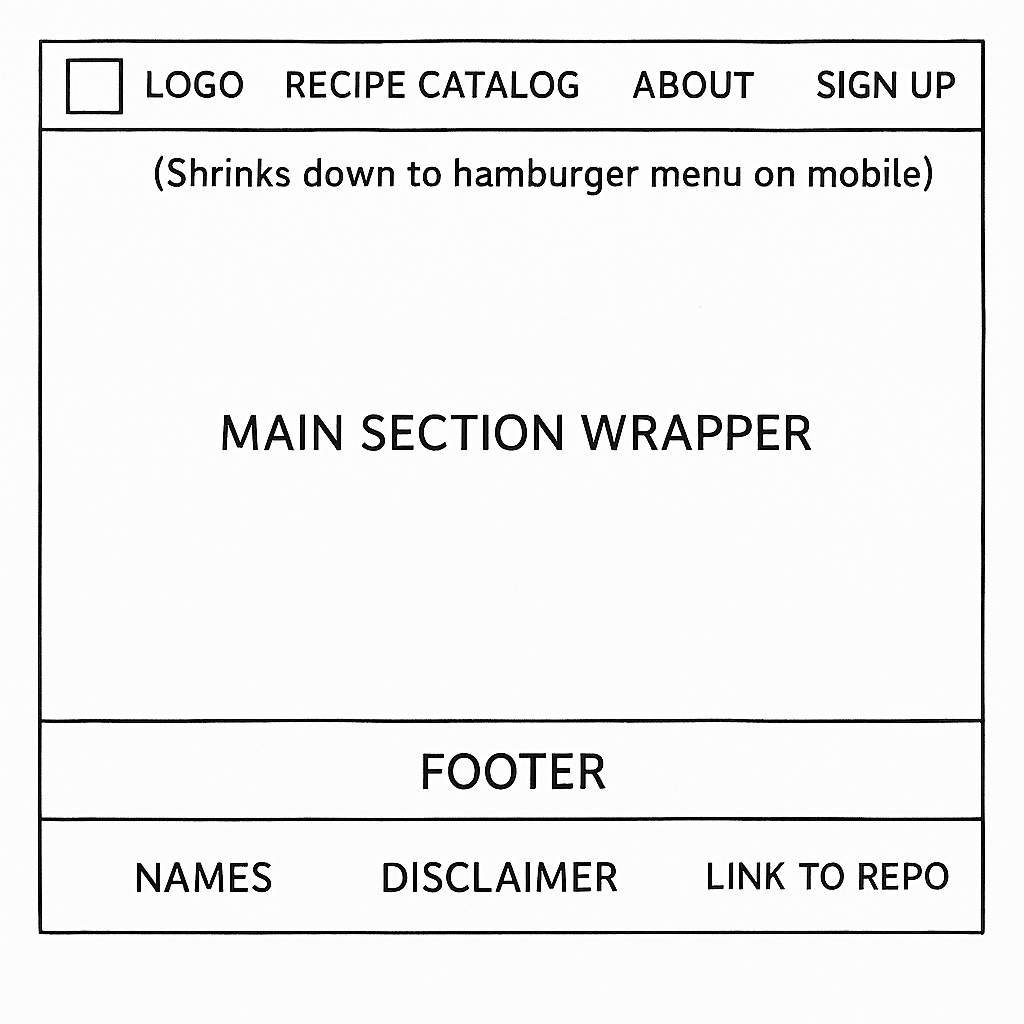 LOGO RECIPE CATALOG ABOUT SIGN UP
(Shrinks down to hamburger menu on mobile)
MAIN SECTION WRAPPER
FOOTER
NAMES DISCLAIMER LINK TO REPO